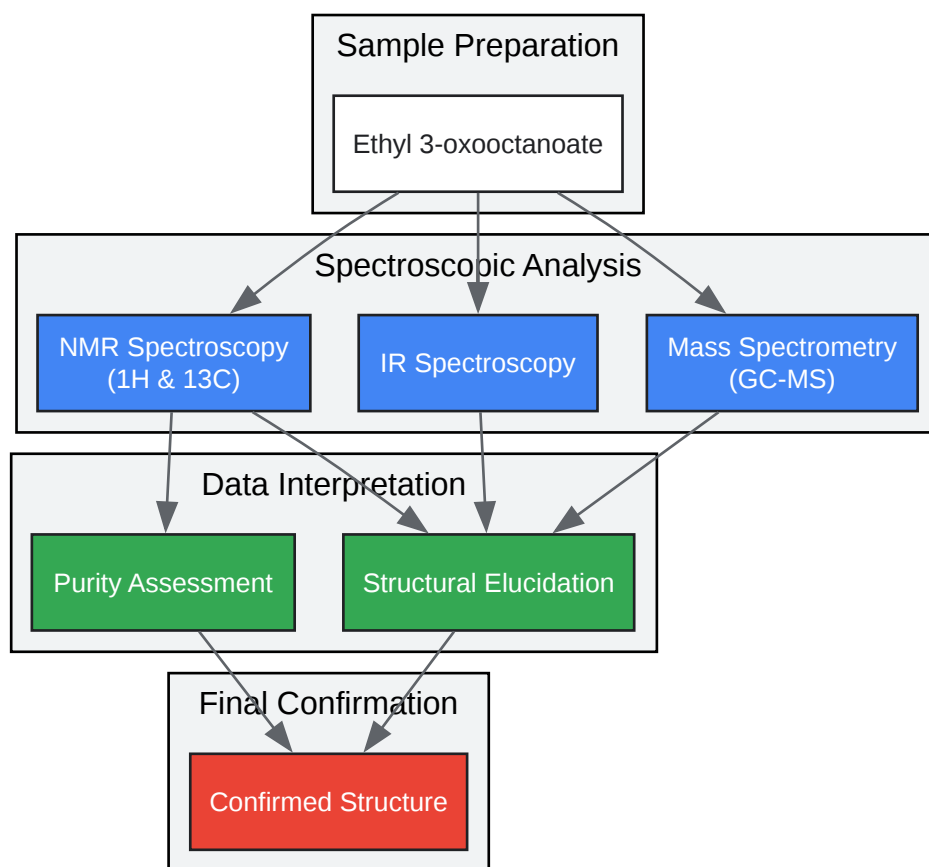 Sample Preparation
Ethyl 3-oxooctanoate
Spectroscopic Analysis
NMR Spectroscopy
(1H & 13C)
IR Spectroscopy
Mass Spectrometry
(GC-MS)
Data Interpretation
Purity Assessment
Structural Elucidation
Final Confirmation
Confirmed Structure